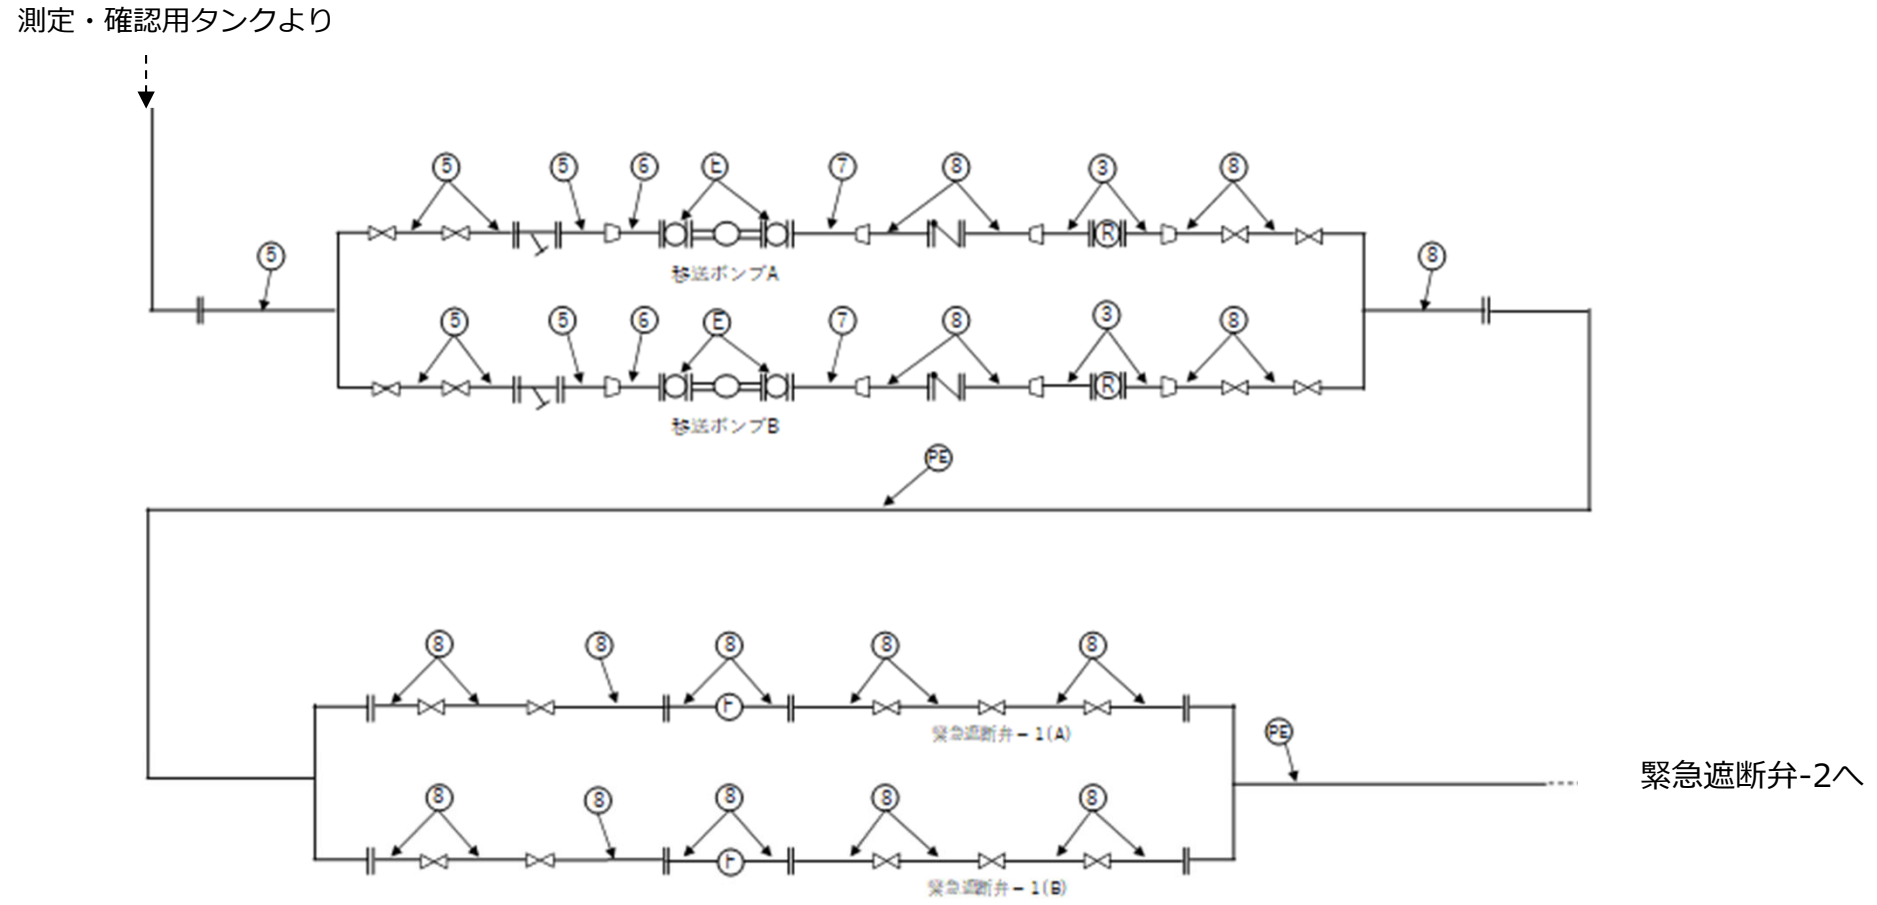 測定・確認用タンクより
⑤ ⑤ ⑥ Ⓔ ⑦ ⑧ ③ ⑧
Ⓡ
移送ポンプA
⑤ ⑧
⑤ ⑤ ⑥ Ⓔ ⑦ ⑧ ③ ⑧
Ⓡ
移送ポンプB
PE
⑧ ⑧ ⑧ ⑧ ⑧
Ⓕ
緊急遮断弁－1(A)
PE
緊急遮断弁-2へ
⑧ ⑧ ⑧ ⑧ ⑧
Ⓕ
緊急遮断弁－1(B)